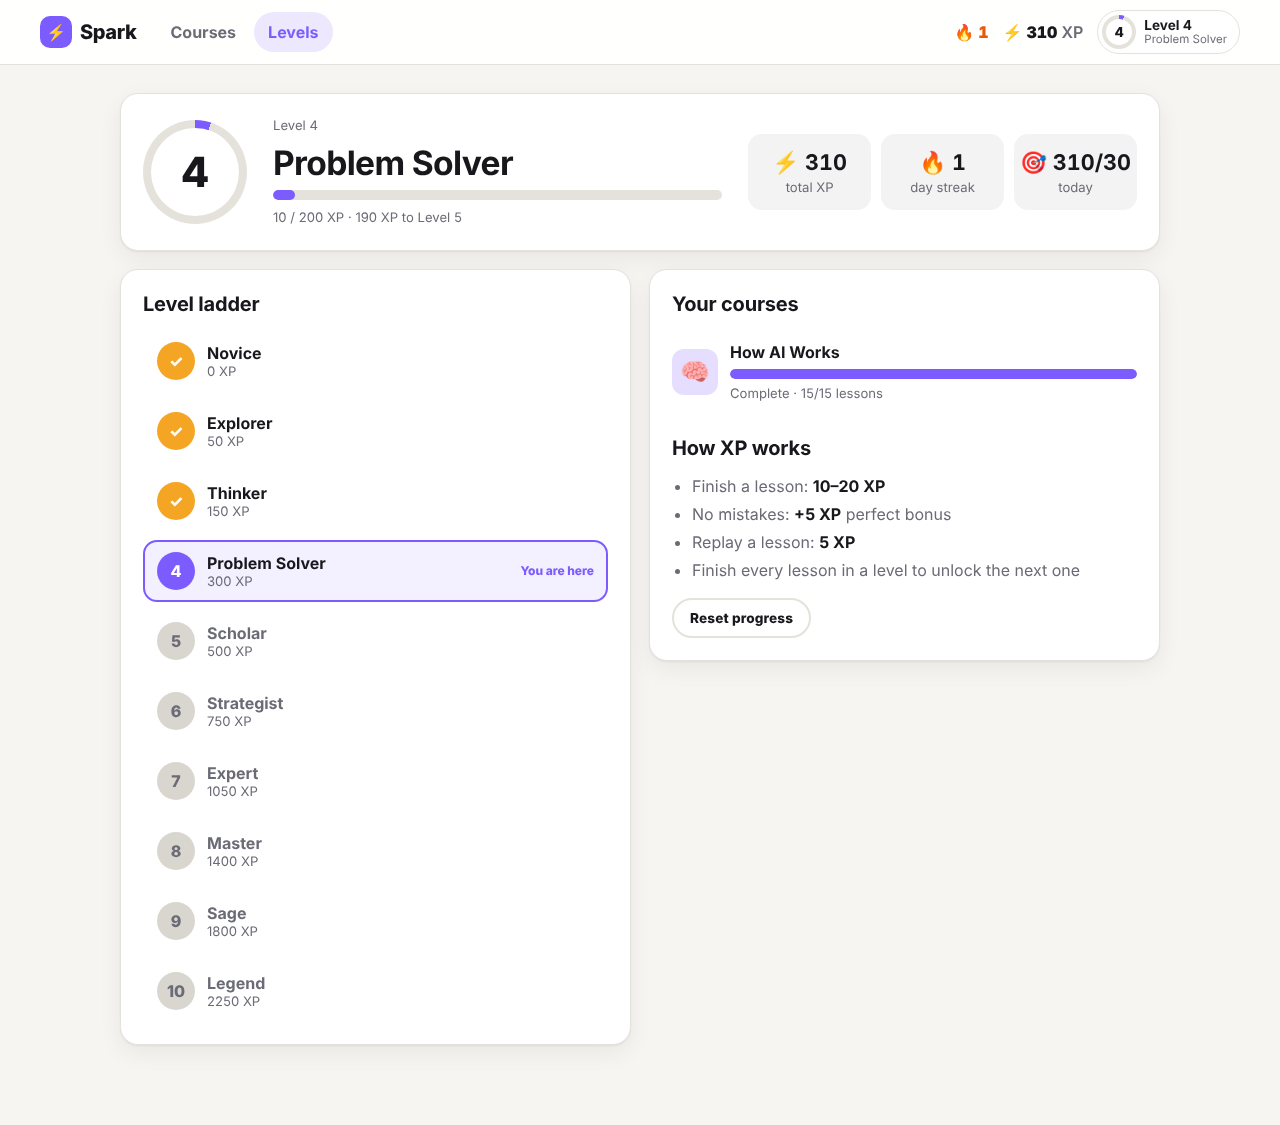 ⚡ Spark
Courses
Levels
🔥 1
⚡ 310 XP
4
Level 4
Problem Solver
4
Level 4
Problem Solver
10 / 200 XP · 190 XP to Level 5
⚡ 310
total XP
🔥 1
day streak
🎯 310/30
today
Level ladder
Novice
0 XP
Explorer
50 XP
Thinker
150 XP
4
Problem Solver
300 XP
You are here
5
Scholar
500 XP
6
Strategist
750 XP
7
Expert
1050 XP
8
Master
1400 XP
9
Sage
1800 XP
10
Legend
2250 XP
Your courses
How AI Works
Complete · 15/15 lessons
How XP works
• Finish a lesson: 10–20 XP
• No mistakes: +5 XP perfect bonus
• Replay a lesson: 5 XP
• Finish every lesson in a level to unlock the next one
Reset progress